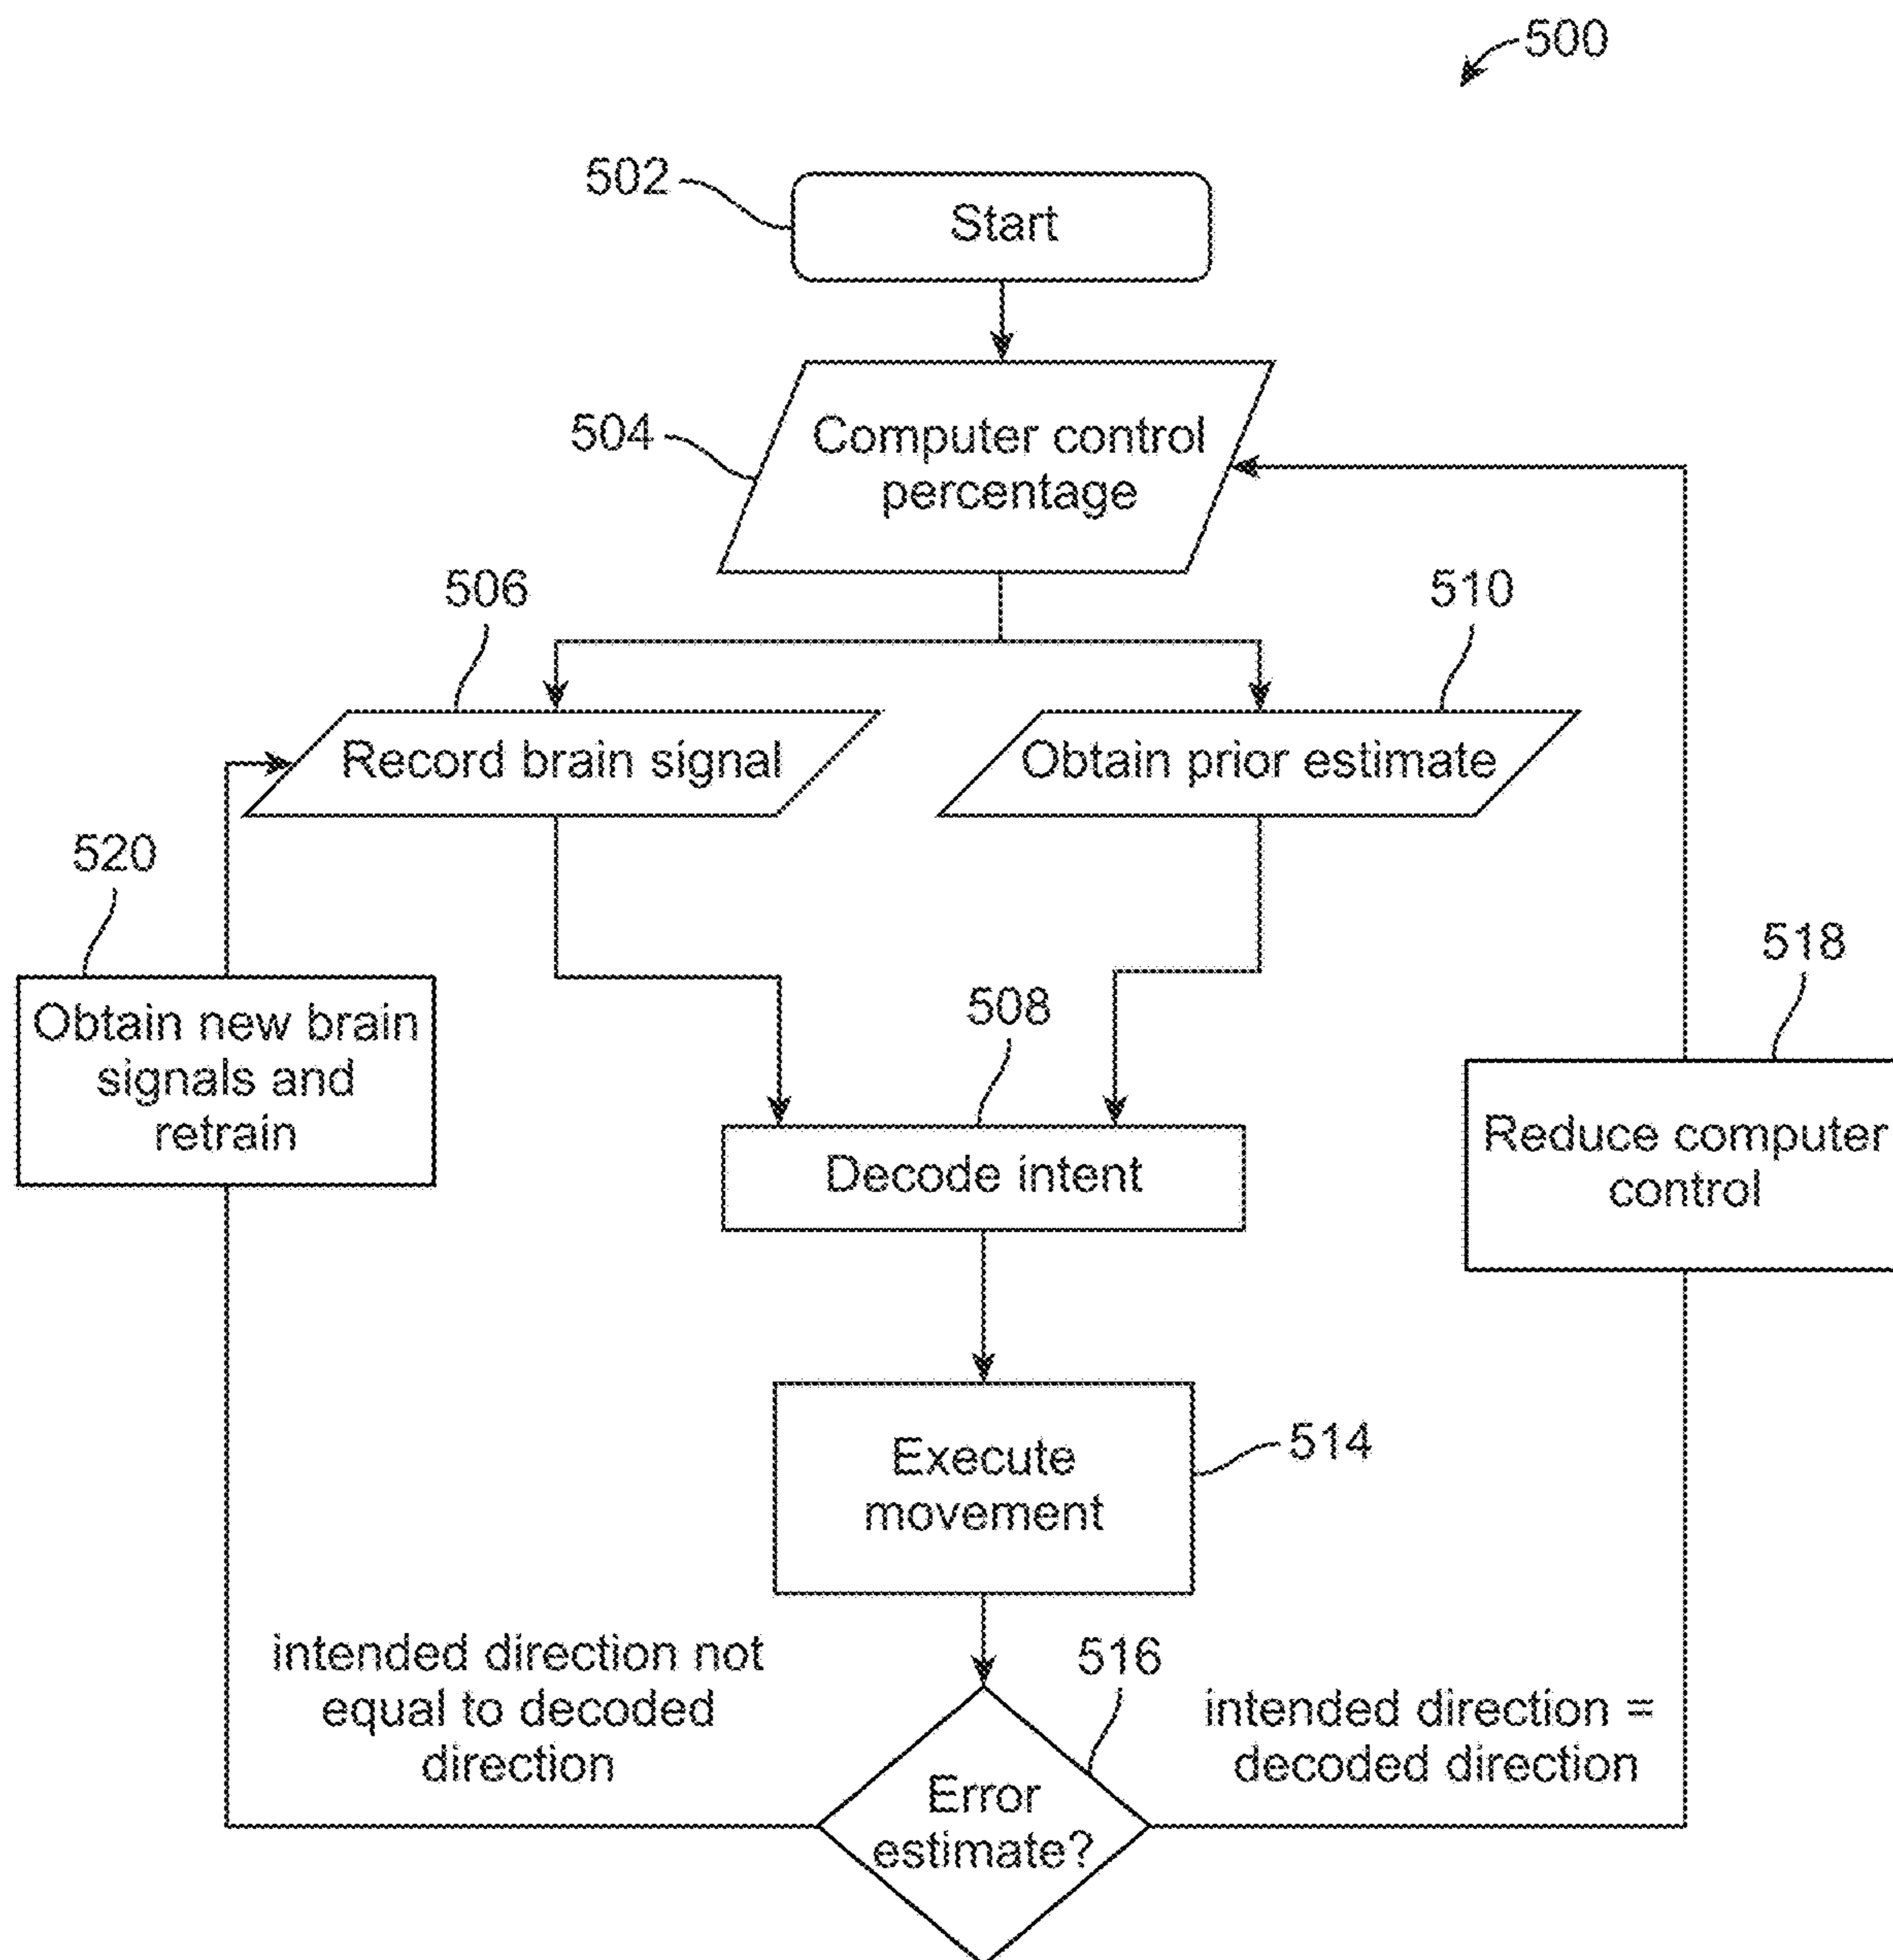 500
502
Start
504
Computer control
percentage
506
510
Record brain signal
Obtain prior estimate
520
Obtain new brain
signals and
retrain
508
Decode intent
518
Reduce computer
control
Execute
movement
514
intended direction not
equal to decoded
direction
516
intended direction =
decoded direction
Error
estimate?